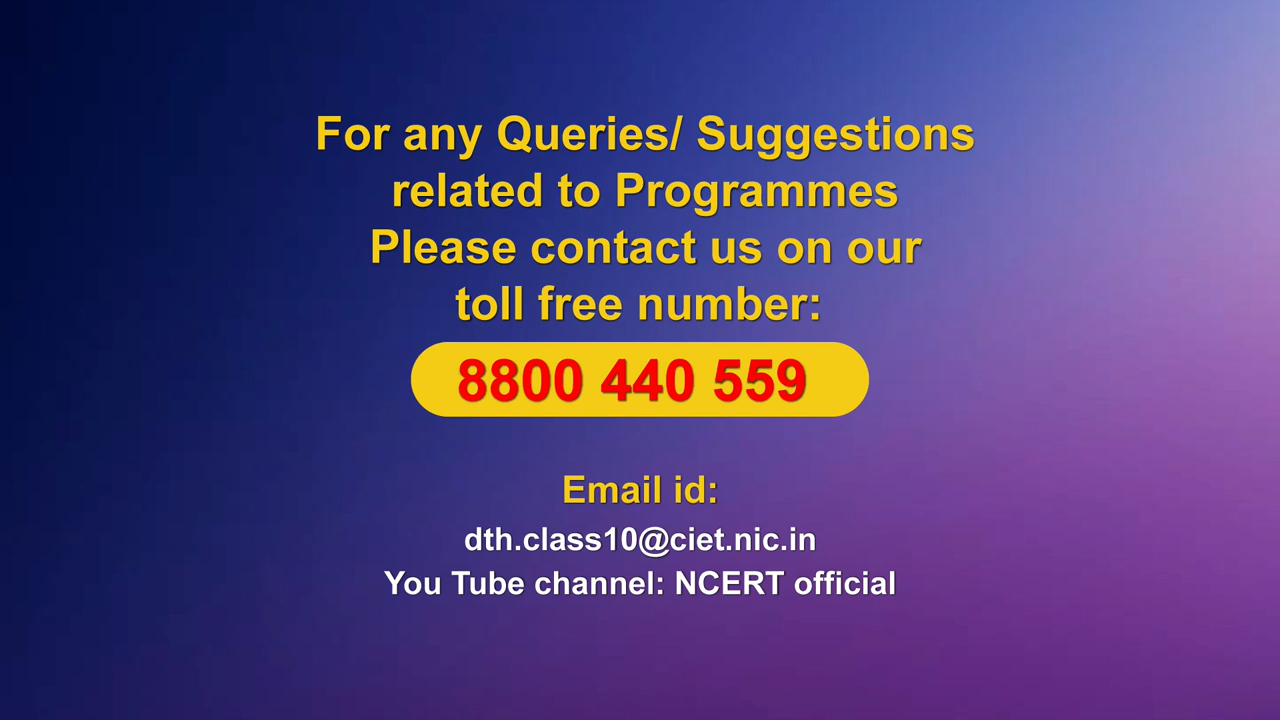 For any Queries/ Suggestions
related to Programmes
Please contact us on our
toll free number:
8800 440 559
Email id:
dth.class10@ciet.nic.in
You Tube channel: NCERT official